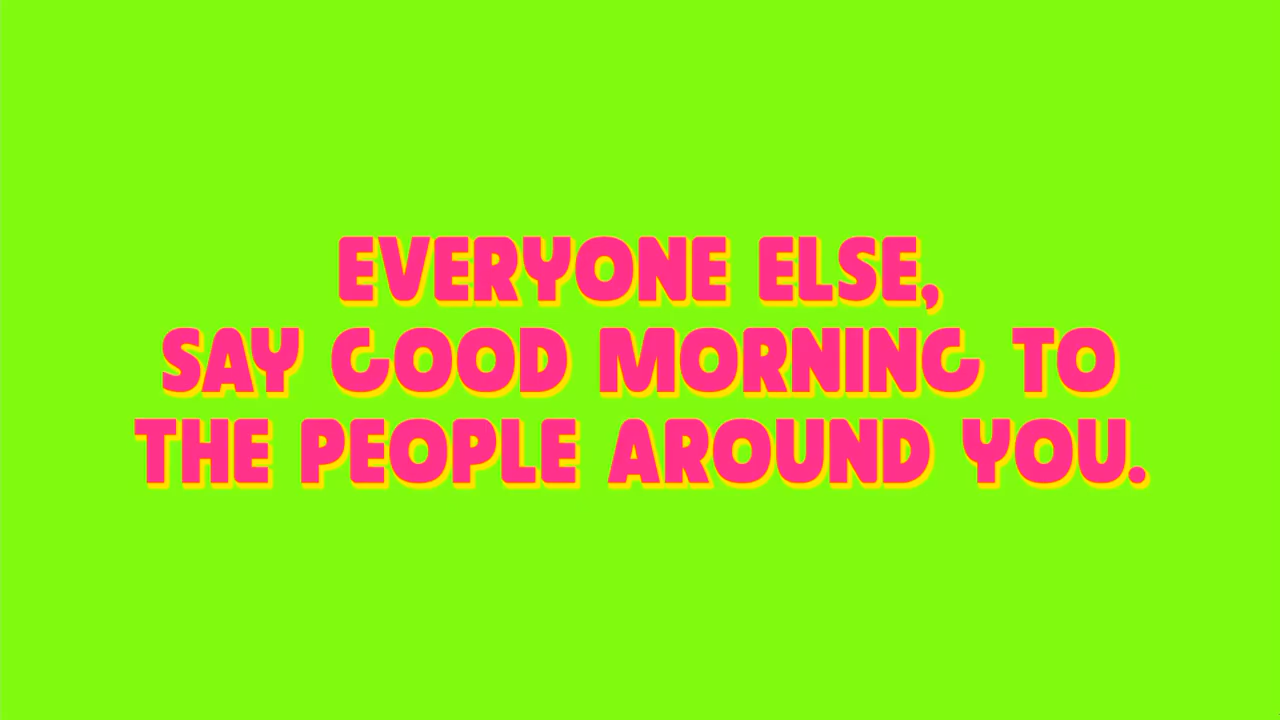 EVERYONE ELSE,
SAY GOOD MORNING TO
THE PEOPLE AROUND YOU.